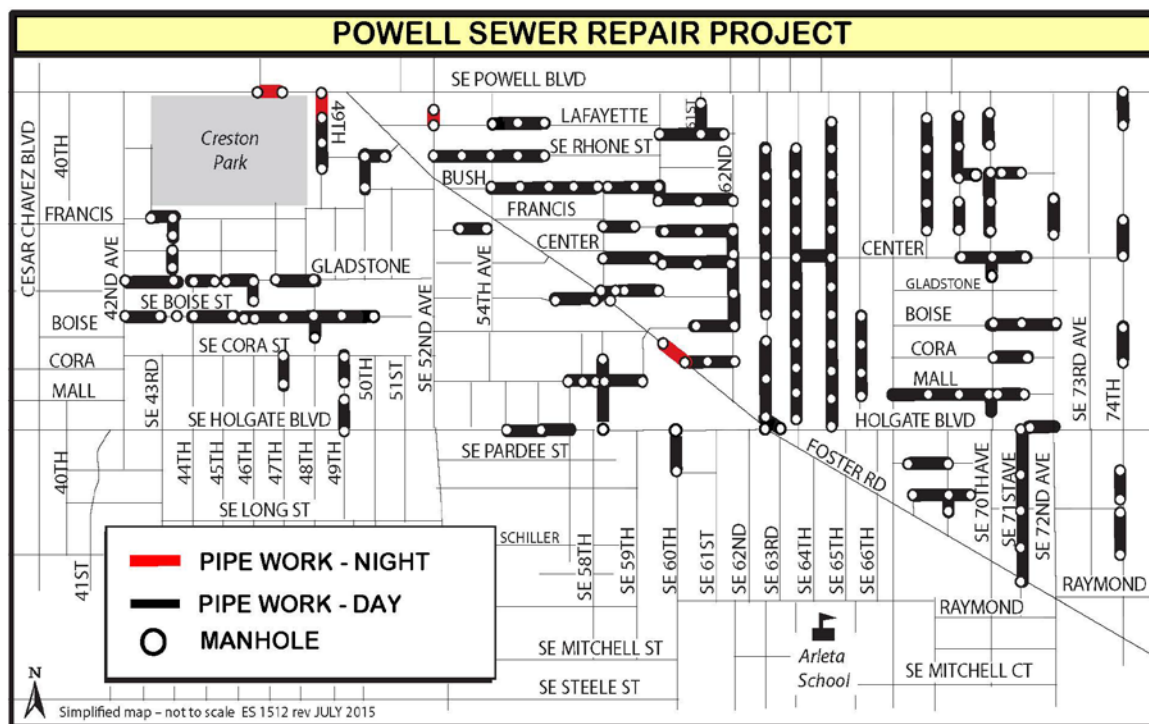 POWELL SEWER REPAIR PROJECT
SE POWELL BLVD
CESAR CHAVEZ BLVD
40TH
Creston
Park
49TH
LAFAYETTE
61ST
SE RHONE ST
BUSH
62ND
FRANCIS
FRANCIS
CENTER
CENTER
42ND AVE
GLADSTONE
GLADSTONE
SE BOISE ST
54TH AVE
BOISE
BOISE
SE 52ND AVE
SE CORA ST
CORA
CORA
MALL
MALL
SE 43RD
50TH
51ST
SE 73RD AVE
74TH
SE HOLGATE BLVD
HOLGATE BLVD
40TH
44TH
45TH
46TH
47TH
48TH
49TH
SE PARDEE ST
FOSTER RD
SE 70TH AVE
SE 71ST AVE
SE 72ND AVE
SE LONG ST
SCHILLER
41ST
SE 58TH
SE 59TH
SE 60TH
SE 61ST
SE 62ND
SE 63RD
SE 64TH
SE 65TH
SE 66TH
RAYMOND
RAYMOND
PIPE WORK - NIGHT
PIPE WORK - DAY
MANHOLE
SE MITCHELL ST
Arleta
School
SE MITCHELL CT
SE STEELE ST
N
Simplified map – not to scale ES 1512 rev JULY 2015